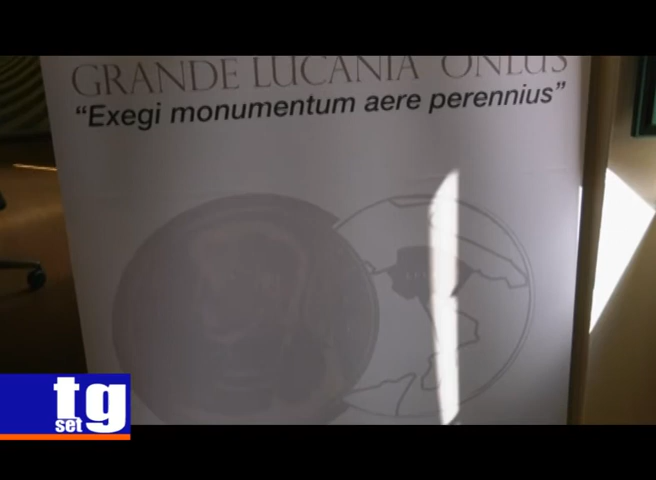 GRANDE LUCANIA ONLUS
“Exegi monumentum aere perennius”
tg
set